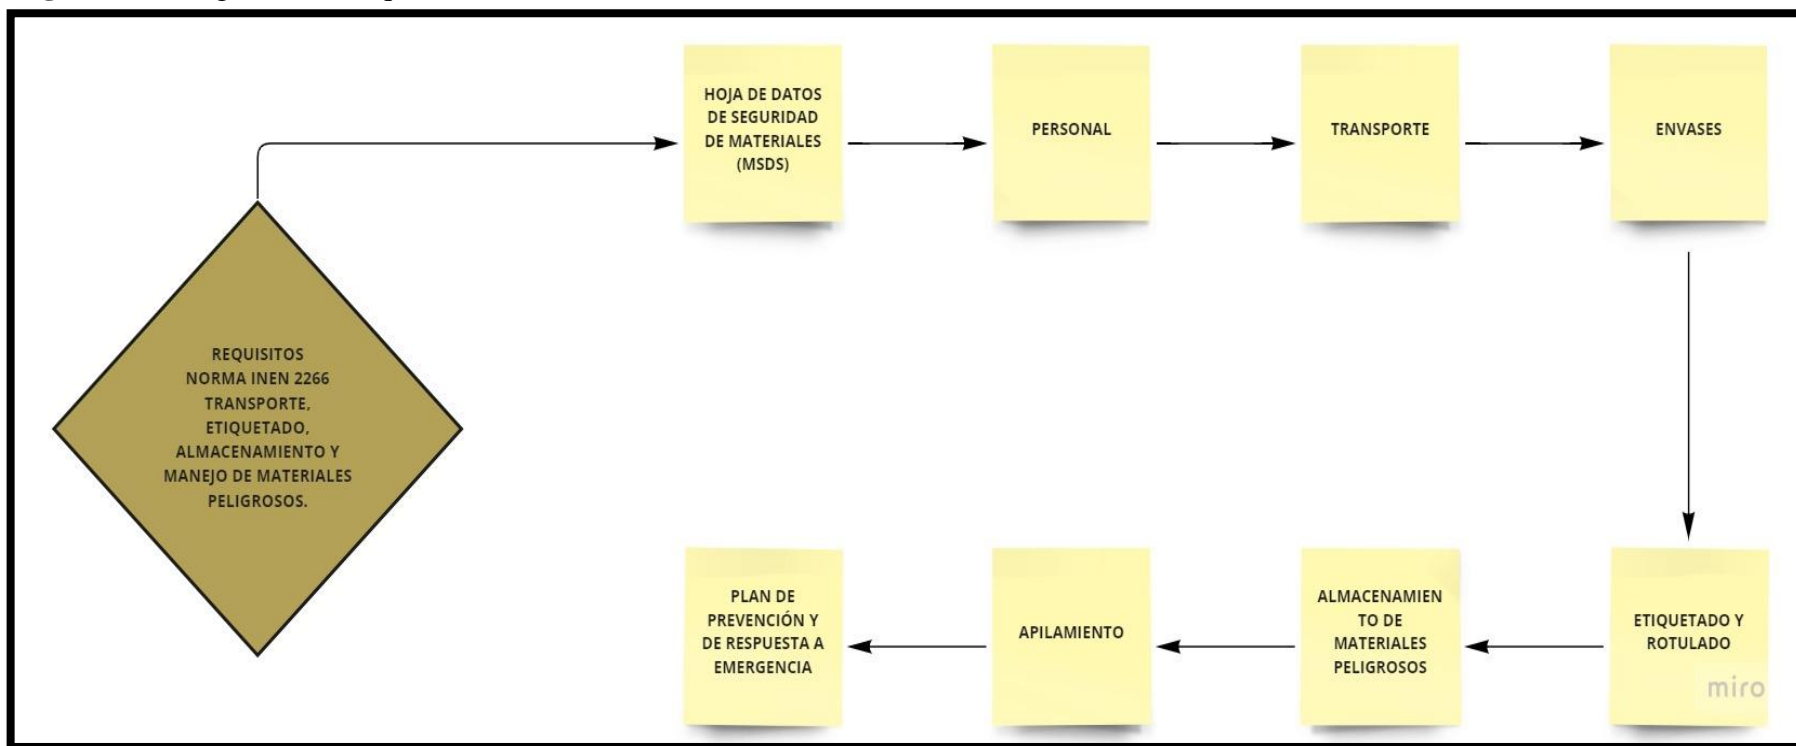 REQUISITOS
NORMA INEN 2266
TRANSPORTE,
ETIQUETADO,
ALMACENAMIENTO Y
MANEJO DE MATERIALES
PELIGROSOS.
HOJA DE DATOS
DE SEGURIDAD
DE MATERIALES
(MSDS)
PERSONAL
TRANSPORTE
ENVASES
ETIQUETADO Y
ROTULADO
ALMACENAMIEN
TO DE
MATERIALES
PELIGROSOS
APILAMIENTO
PLAN DE
PREVENCIÓN Y
DE RESPUESTA A
EMERGENCIA
miro